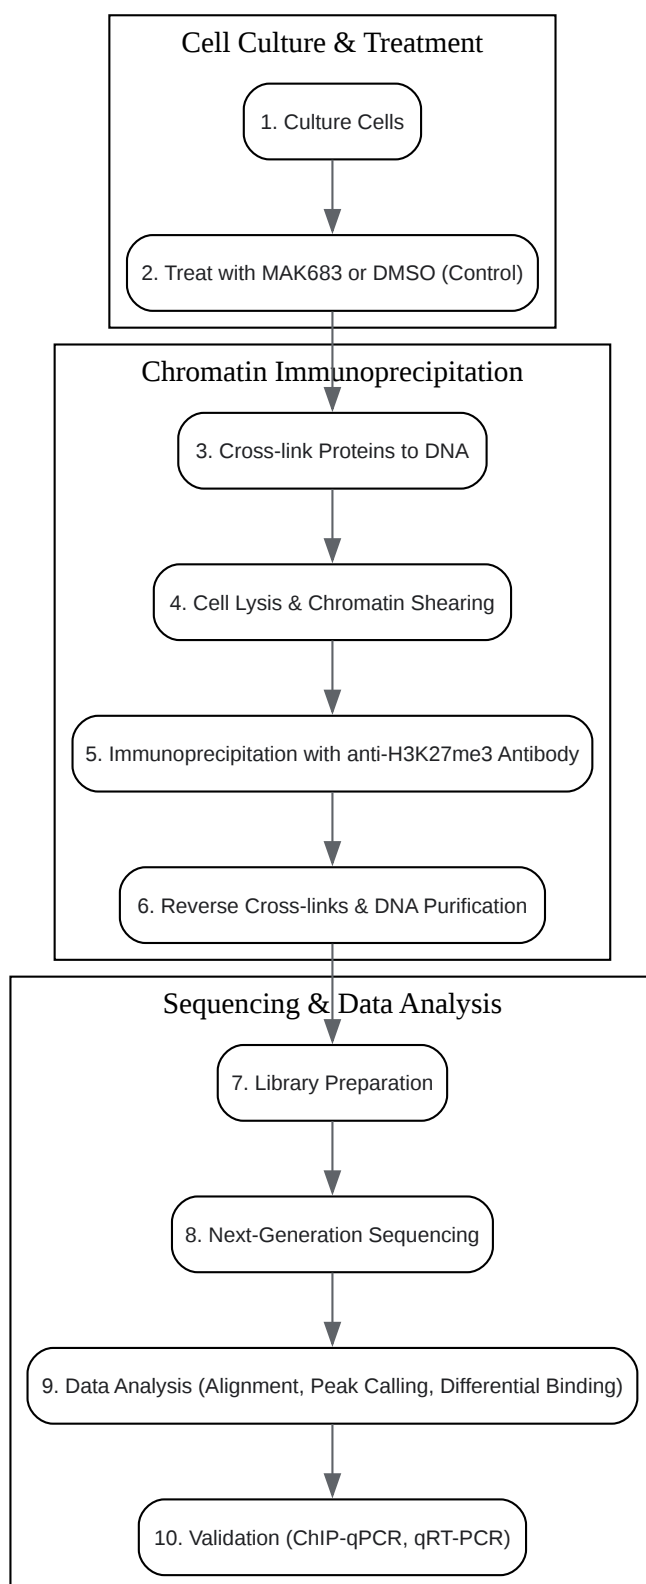 Cell Culture & Treatment
1. Culture Cells
2. Treat with MAK683 or DMSO (Control)
Chromatin Immunoprecipitation
3. Cross-link Proteins to DNA
4. Cell Lysis & Chromatin Shearing
5. Immunoprecipitation with anti-H3K27me3 Antibody
6. Reverse Cross-links & DNA Purification
Sequencing & Data Analysis
7. Library Preparation
8. Next-Generation Sequencing
9. Data Analysis (Alignment, Peak Calling, Differential Binding)
10. Validation (ChIP-qPCR, qRT-PCR)